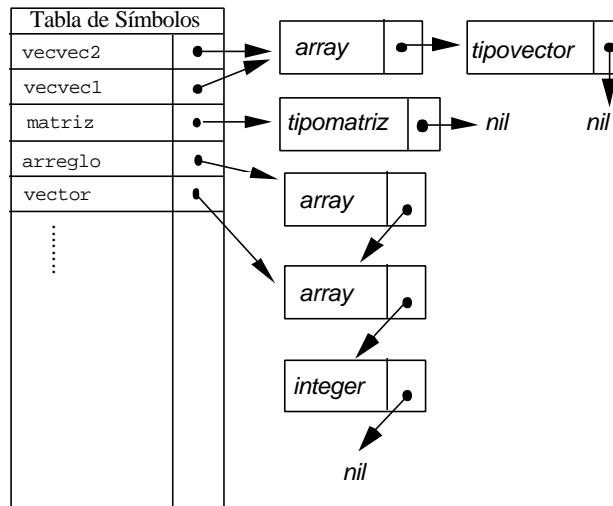 Tabla de Símbolos
vecvec2
array
tipovector
vecvec1
matriz
tipomatriz
nil
nil
arreglo
array
vector
array
integer
nil